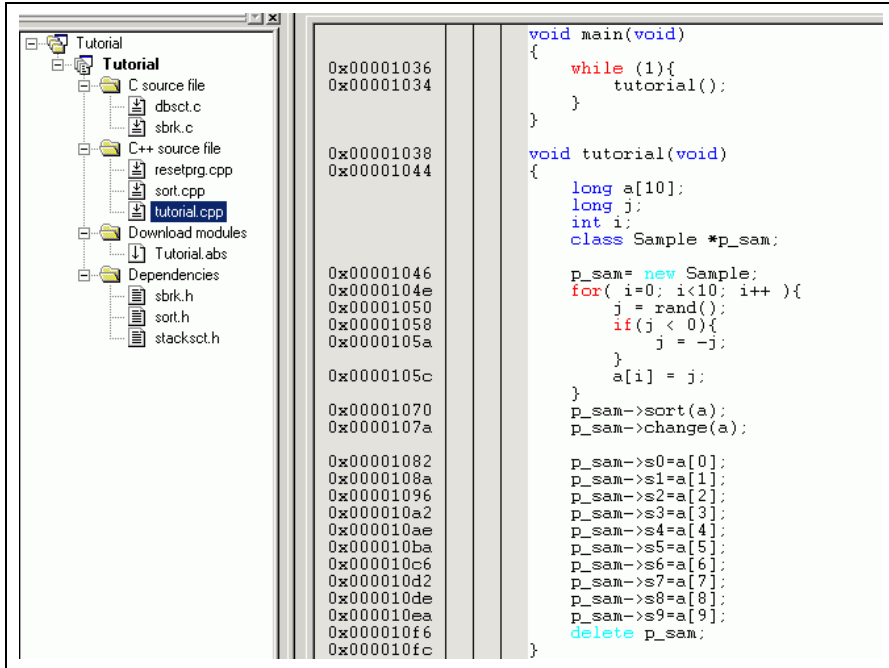 Tutorial
Tutorial
C source file
dbsct.c
sbrk.c
C++ source file
resetprg.cpp
sort.cpp
tutorial.cpp
Download modules
Tutorial.abs
Dependencies
sbrk.h
sort.h
stacksct.h
void main(void)
{
0x00001036 while (1){
0x00001034 tutorial();
}
}
0x00001038 void tutorial(void)
0x00001044 {
long a[10];
long j;
int i;
class Sample *p_sam;
0x00001046 p_sam= new Sample;
0x0000104e for( i=0; i<10; i++ ){
0x00001050 j = rand();
0x00001058 if(j < 0){
0x0000105a j = -j;
}
0x0000105c a[i] = j;
}
0x00001070 p_sam->sort(a);
0x0000107a p_sam->change(a);
0x00001082 p_sam->s0=a[0];
0x0000108a p_sam->s1=a[1];
0x00001096 p_sam->s2=a[2];
0x000010a2 p_sam->s3=a[3];
0x000010ae p_sam->s4=a[4];
0x000010ba p_sam->s5=a[5];
0x000010c6 p_sam->s6=a[6];
0x000010d2 p_sam->s7=a[7];
0x000010de p_sam->s8=a[8];
0x000010ea p_sam->s9=a[9];
0x000010f6 delete p_sam;
0x000010fc }